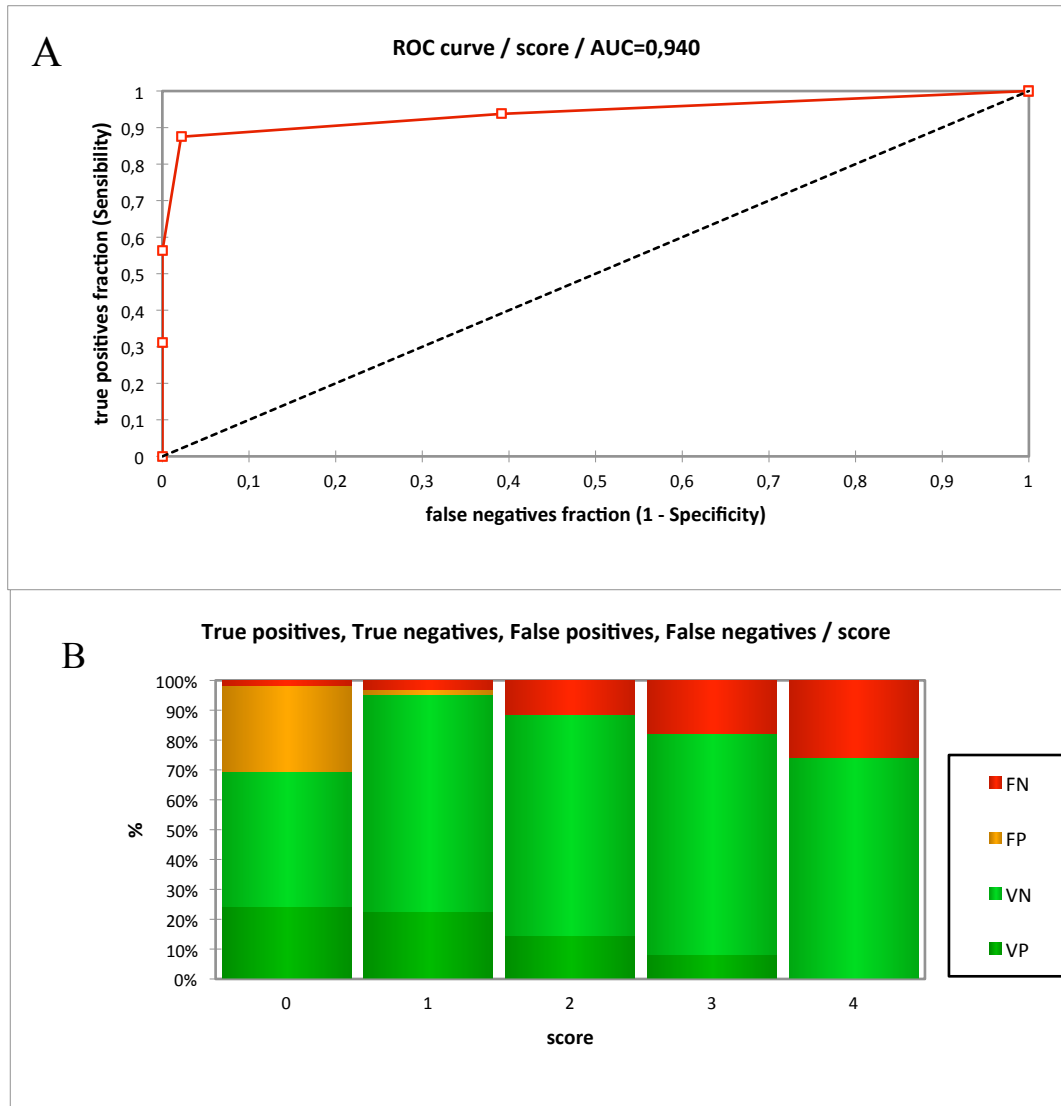 A
ROC curve / score / AUC=0,940
true positives fraction (Sensibility)
1
0,9
0,8
0,7
0,6
0,5
0,4
0,3
0,2
0,1
0
0 0,1 0,2 0,3 0,4 0,5 0,6 0,7 0,8 0,9 1
false negatives fraction (1 - Specificity)
B
True positives, True negatives, False positives, False negatives / score
%
100%
90%
80%
70%
60%
50%
40%
30%
20%
10%
0%
0 1 2 3 4
score
FN
FP
VN
VP